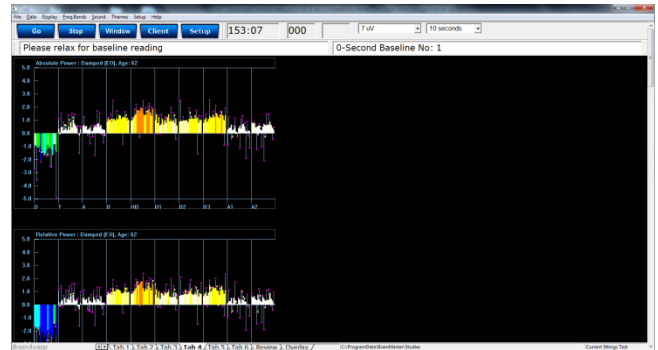 File Data Display Freq.Bands Sound Themes Setup Help
Go Stop Window Client Setup 153:07 000 7 uV 10 seconds
Please relax for baseline reading 0-Second Baseline No: 1
Absolute Power : Damped (EO), Age: 62
5.0
4.0
3.0
2.0
1.0
0.0
-1.0
-2.0
-3.0
-4.0
-5.0
D T A B HB B1 B2 B3 A1 A2
Relative Power : Damped (EO), Age: 62
5.0
4.0
3.0
2.0
1.0
0.0
-1.0
-2.0
BrainAvatar Tab 1 Tab 2 Tab 3 Tab 4 Tab 5 Tab 6 Review Overlay C:\ProgramData\BrainMaster\Studies Current Stings Test